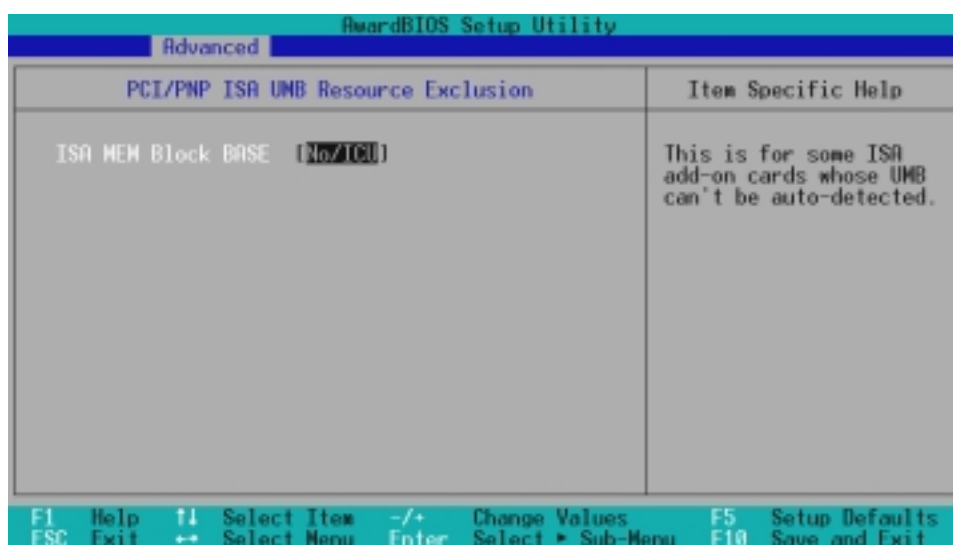 AwardBIOS Setup Utility
Advanced
PCI/PNP ISA UMB Resource Exclusion
Item Specific Help
ISA MEM Block BASE [No/ICU]
This is for some ISA
add-on cards whose UMB
can't be auto-detected.
F1 Help ↑↓ Select Item -/+ Change Values F5 Setup Defaults
ESC Exit ↔ Select Menu Enter Select ► Sub-Menu F10 Save and Exit